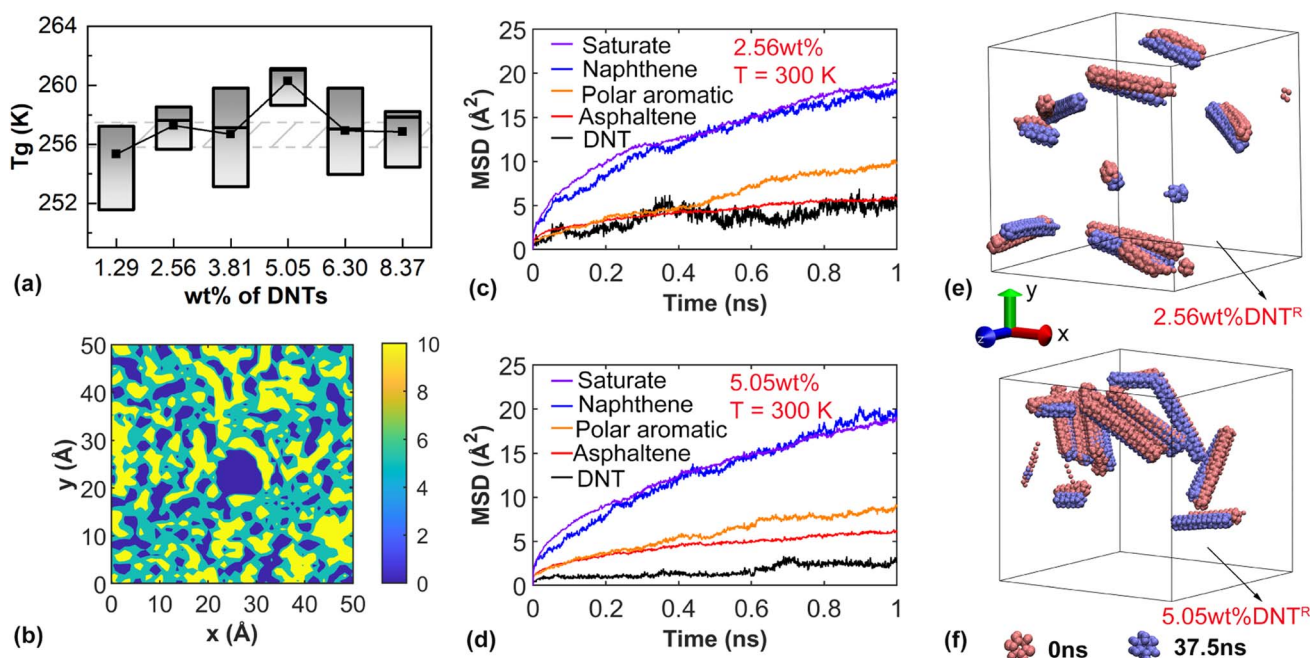 264
260
256
252
Tg (K)
1.29 2.56 3.81 5.05 6.30 8.37
wt% of DNTs
(a)
50
40
30
20
10
0
y (Å)
0 10 20 30 40 50
x (Å)
10
8
6
4
2
0
(b)
25
20
15
10
5
0
MSD (Å²)
Saturate
Naphthene
Polar aromatic
Asphaltene
DNT
2.56wt%
T = 300 K
0 0.2 0.4 0.6 0.8 1
Time (ns)
(c)
25
20
15
10
5
0
MSD (Å²)
Saturate
Naphthene
Polar aromatic
Asphaltene
DNT
5.05wt%
T = 300 K
0 0.2 0.4 0.6 0.8 1
Time (ns)
(d)
(e)
2.56wt%DNTᴿ
y
z
x
5.05wt%DNTᴿ
(f)
0ns
37.5ns